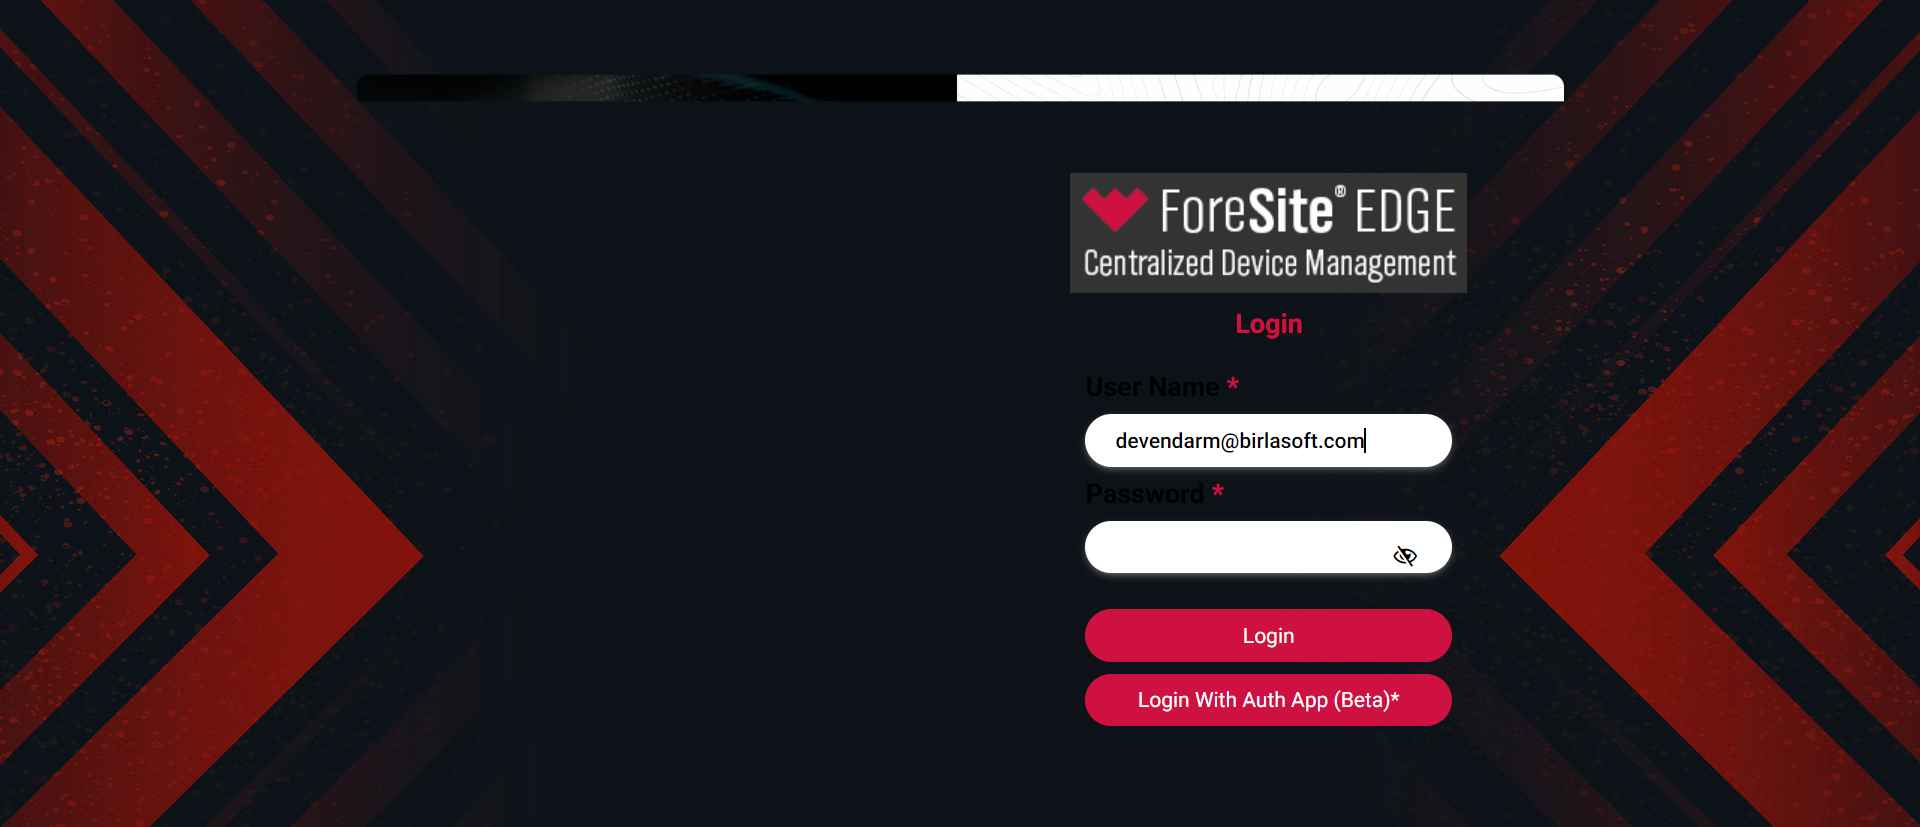 ForeSite® EDGE
Centralized Device Management
Login
User Name *
devendarm@birlasoft.com
Password *
Login
Login With Auth App (Beta)*